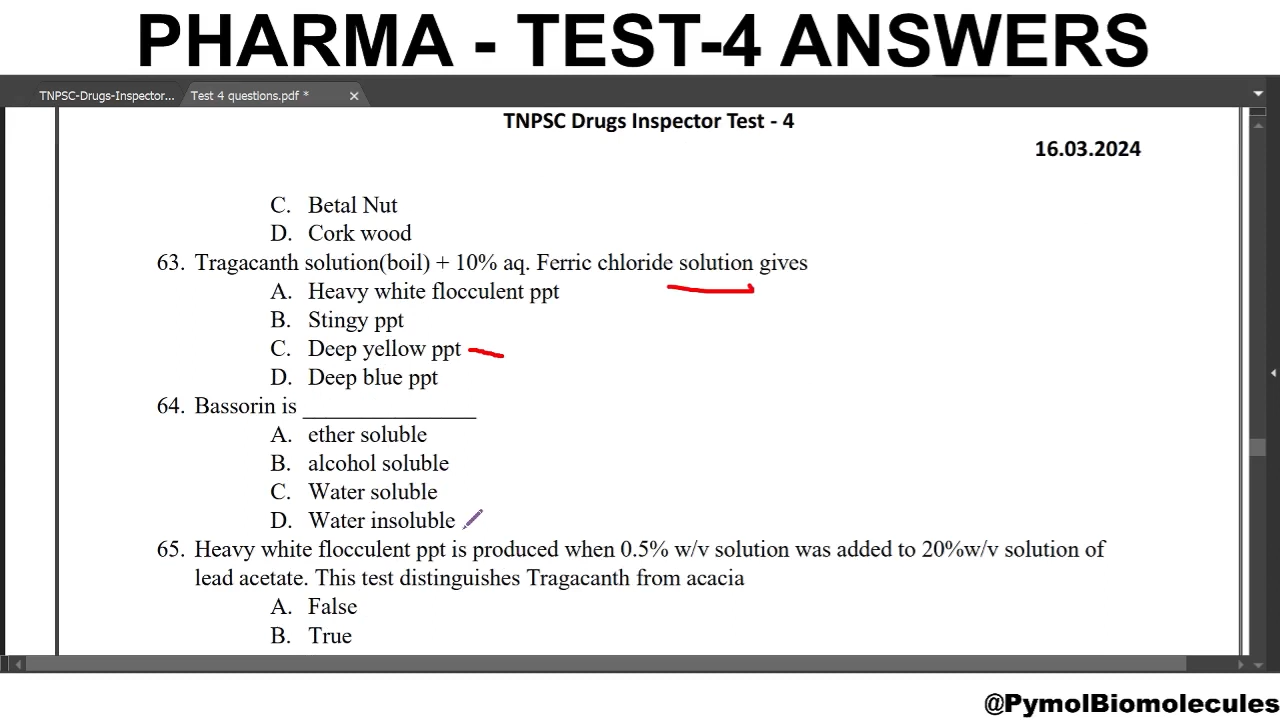 PHARMA - TEST-4 ANSWERS
TNPSC-Drugs-Inspector... Test 4 questions.pdf *
TNPSC Drugs Inspector Test - 4
16.03.2024
C. Betal Nut
D. Cork wood
63. Tragacanth solution(boil) + 10% aq. Ferric chloride solution gives
A. Heavy white flocculent ppt
B. Stingy ppt
C. Deep yellow ppt
D. Deep blue ppt
64. Bassorin is _______________
A. ether soluble
B. alcohol soluble
C. Water soluble
D. Water insoluble
65. Heavy white flocculent ppt is produced when 0.5% w/v solution was added to 20%w/v solution of
lead acetate. This test distinguishes Tragacanth from acacia
A. False
B. True
@PymolBiomolecules